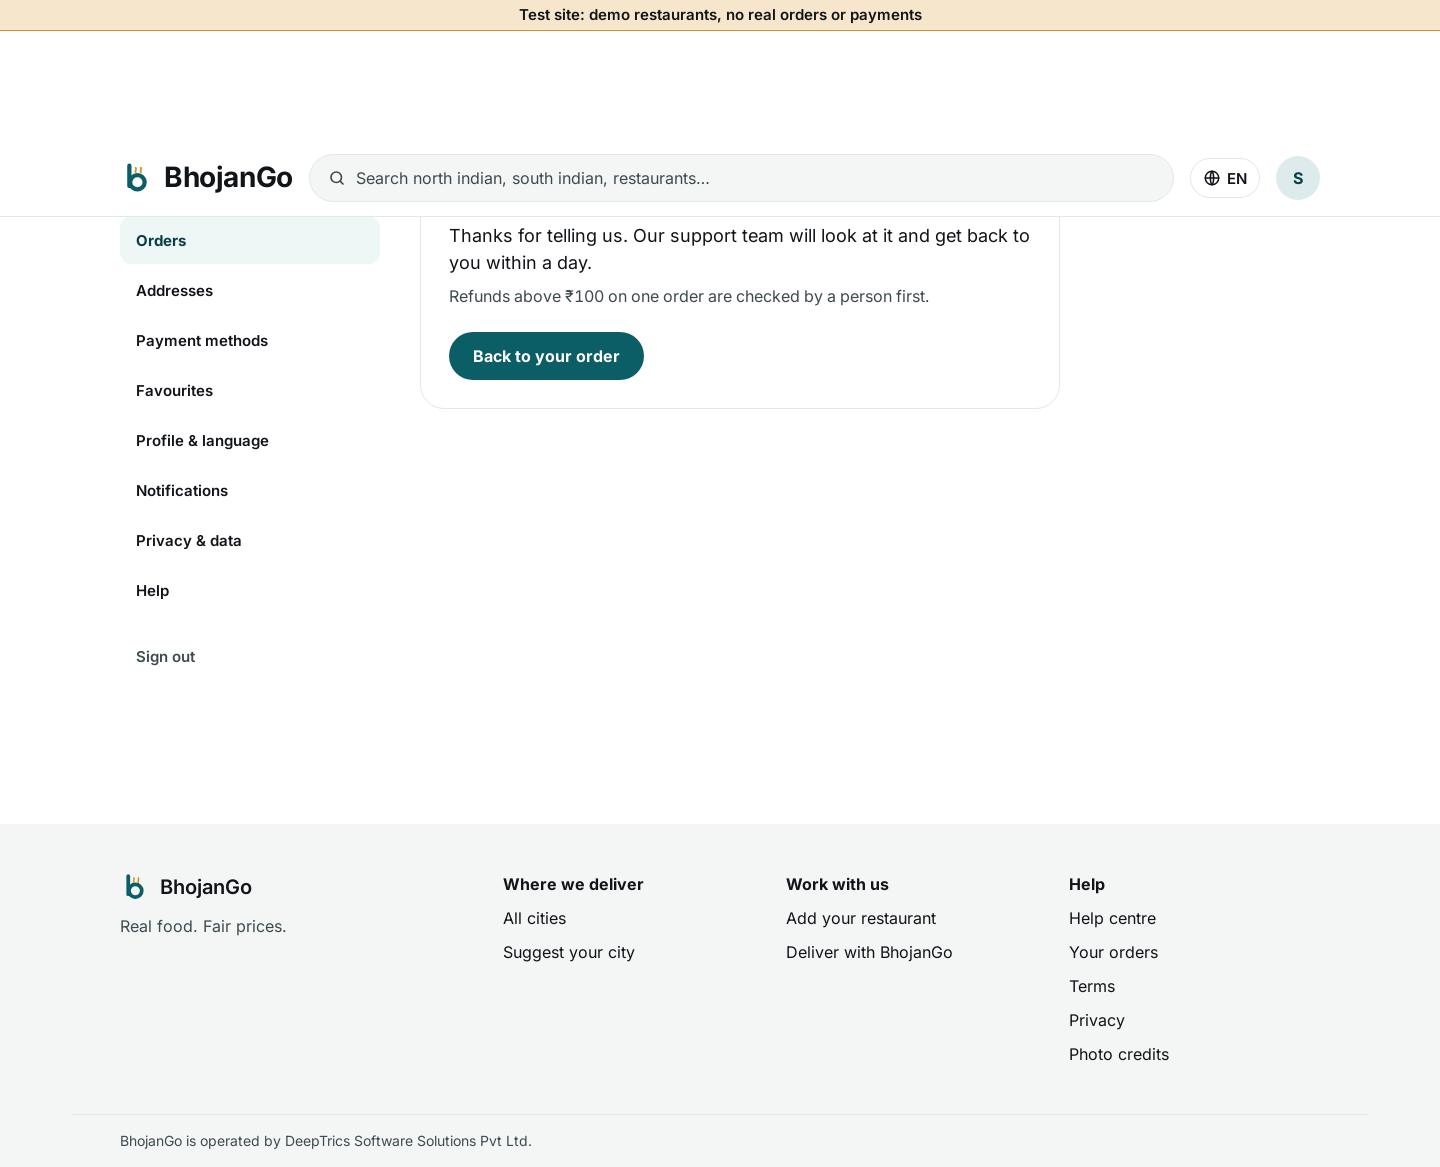 Test site: demo restaurants, no real orders or payments
BhojanGo
Search north indian, south indian, restaurants...
EN
S
Orders
Addresses
Payment methods
Favourites
Profile & language
Notifications
Privacy & data
Help
Sign out
Thanks for telling us. Our support team will look at it and get back to
you within a day.
Refunds above ₹100 on one order are checked by a person first.
Back to your order
BhojanGo
Real food. Fair prices.
Where we deliver
All cities
Suggest your city
Work with us
Add your restaurant
Deliver with BhojanGo
Help
Help centre
Your orders
Terms
Privacy
Photo credits
BhojanGo is operated by DeepTrics Software Solutions Pvt Ltd.